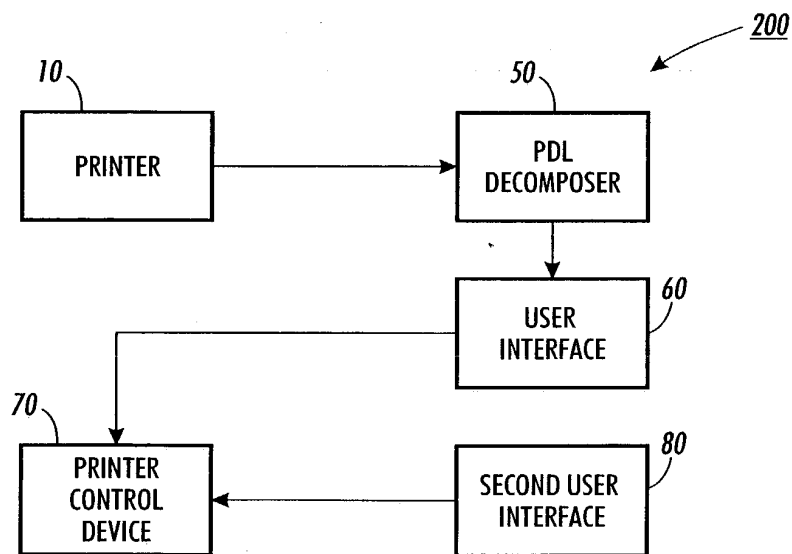 200
10
50
PRINTER
PDL
DECOMPOSER
60
USER
INTERFACE
70
80
PRINTER
CONTROL
DEVICE
SECOND USER
INTERFACE